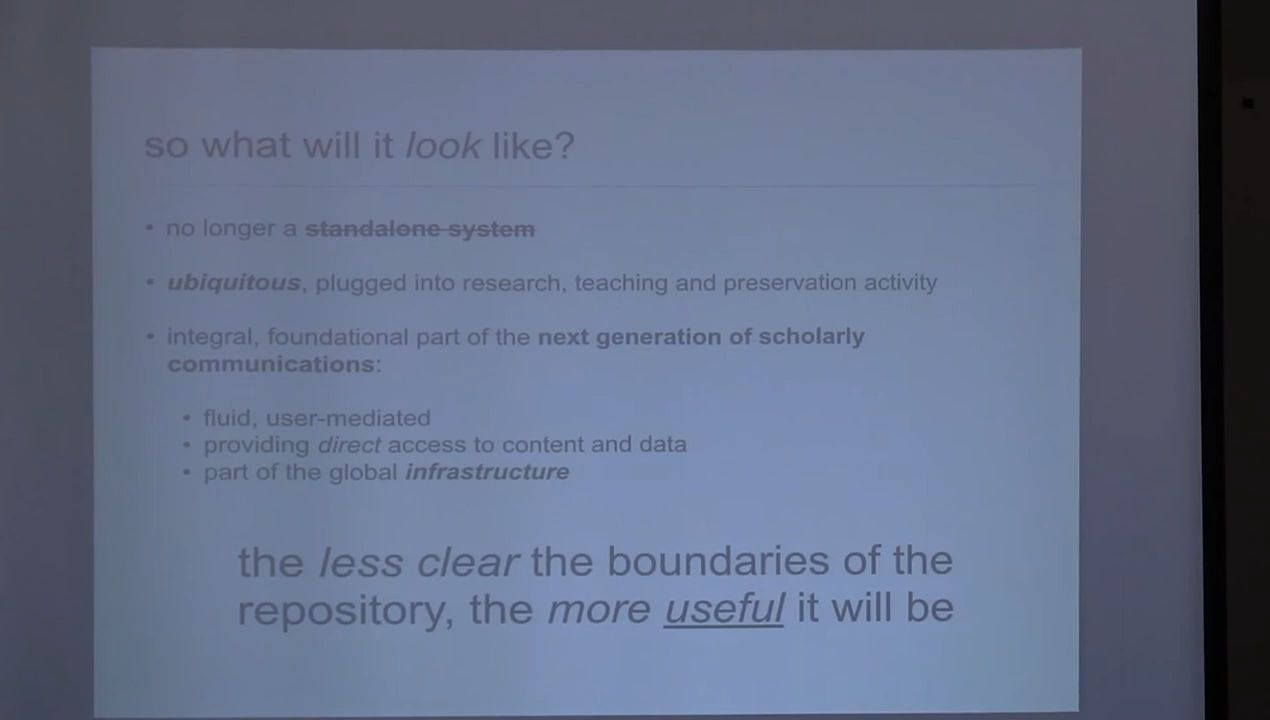 so what will it look like?
• no longer a standalone system
• ubiquitous, plugged into research, teaching and preservation activity
• integral, foundational part of the next generation of scholarly
communications:
• fluid, user-mediated
• providing direct access to content and data
• part of the global infrastructure
the less clear the boundaries of the
repository, the more useful it will be